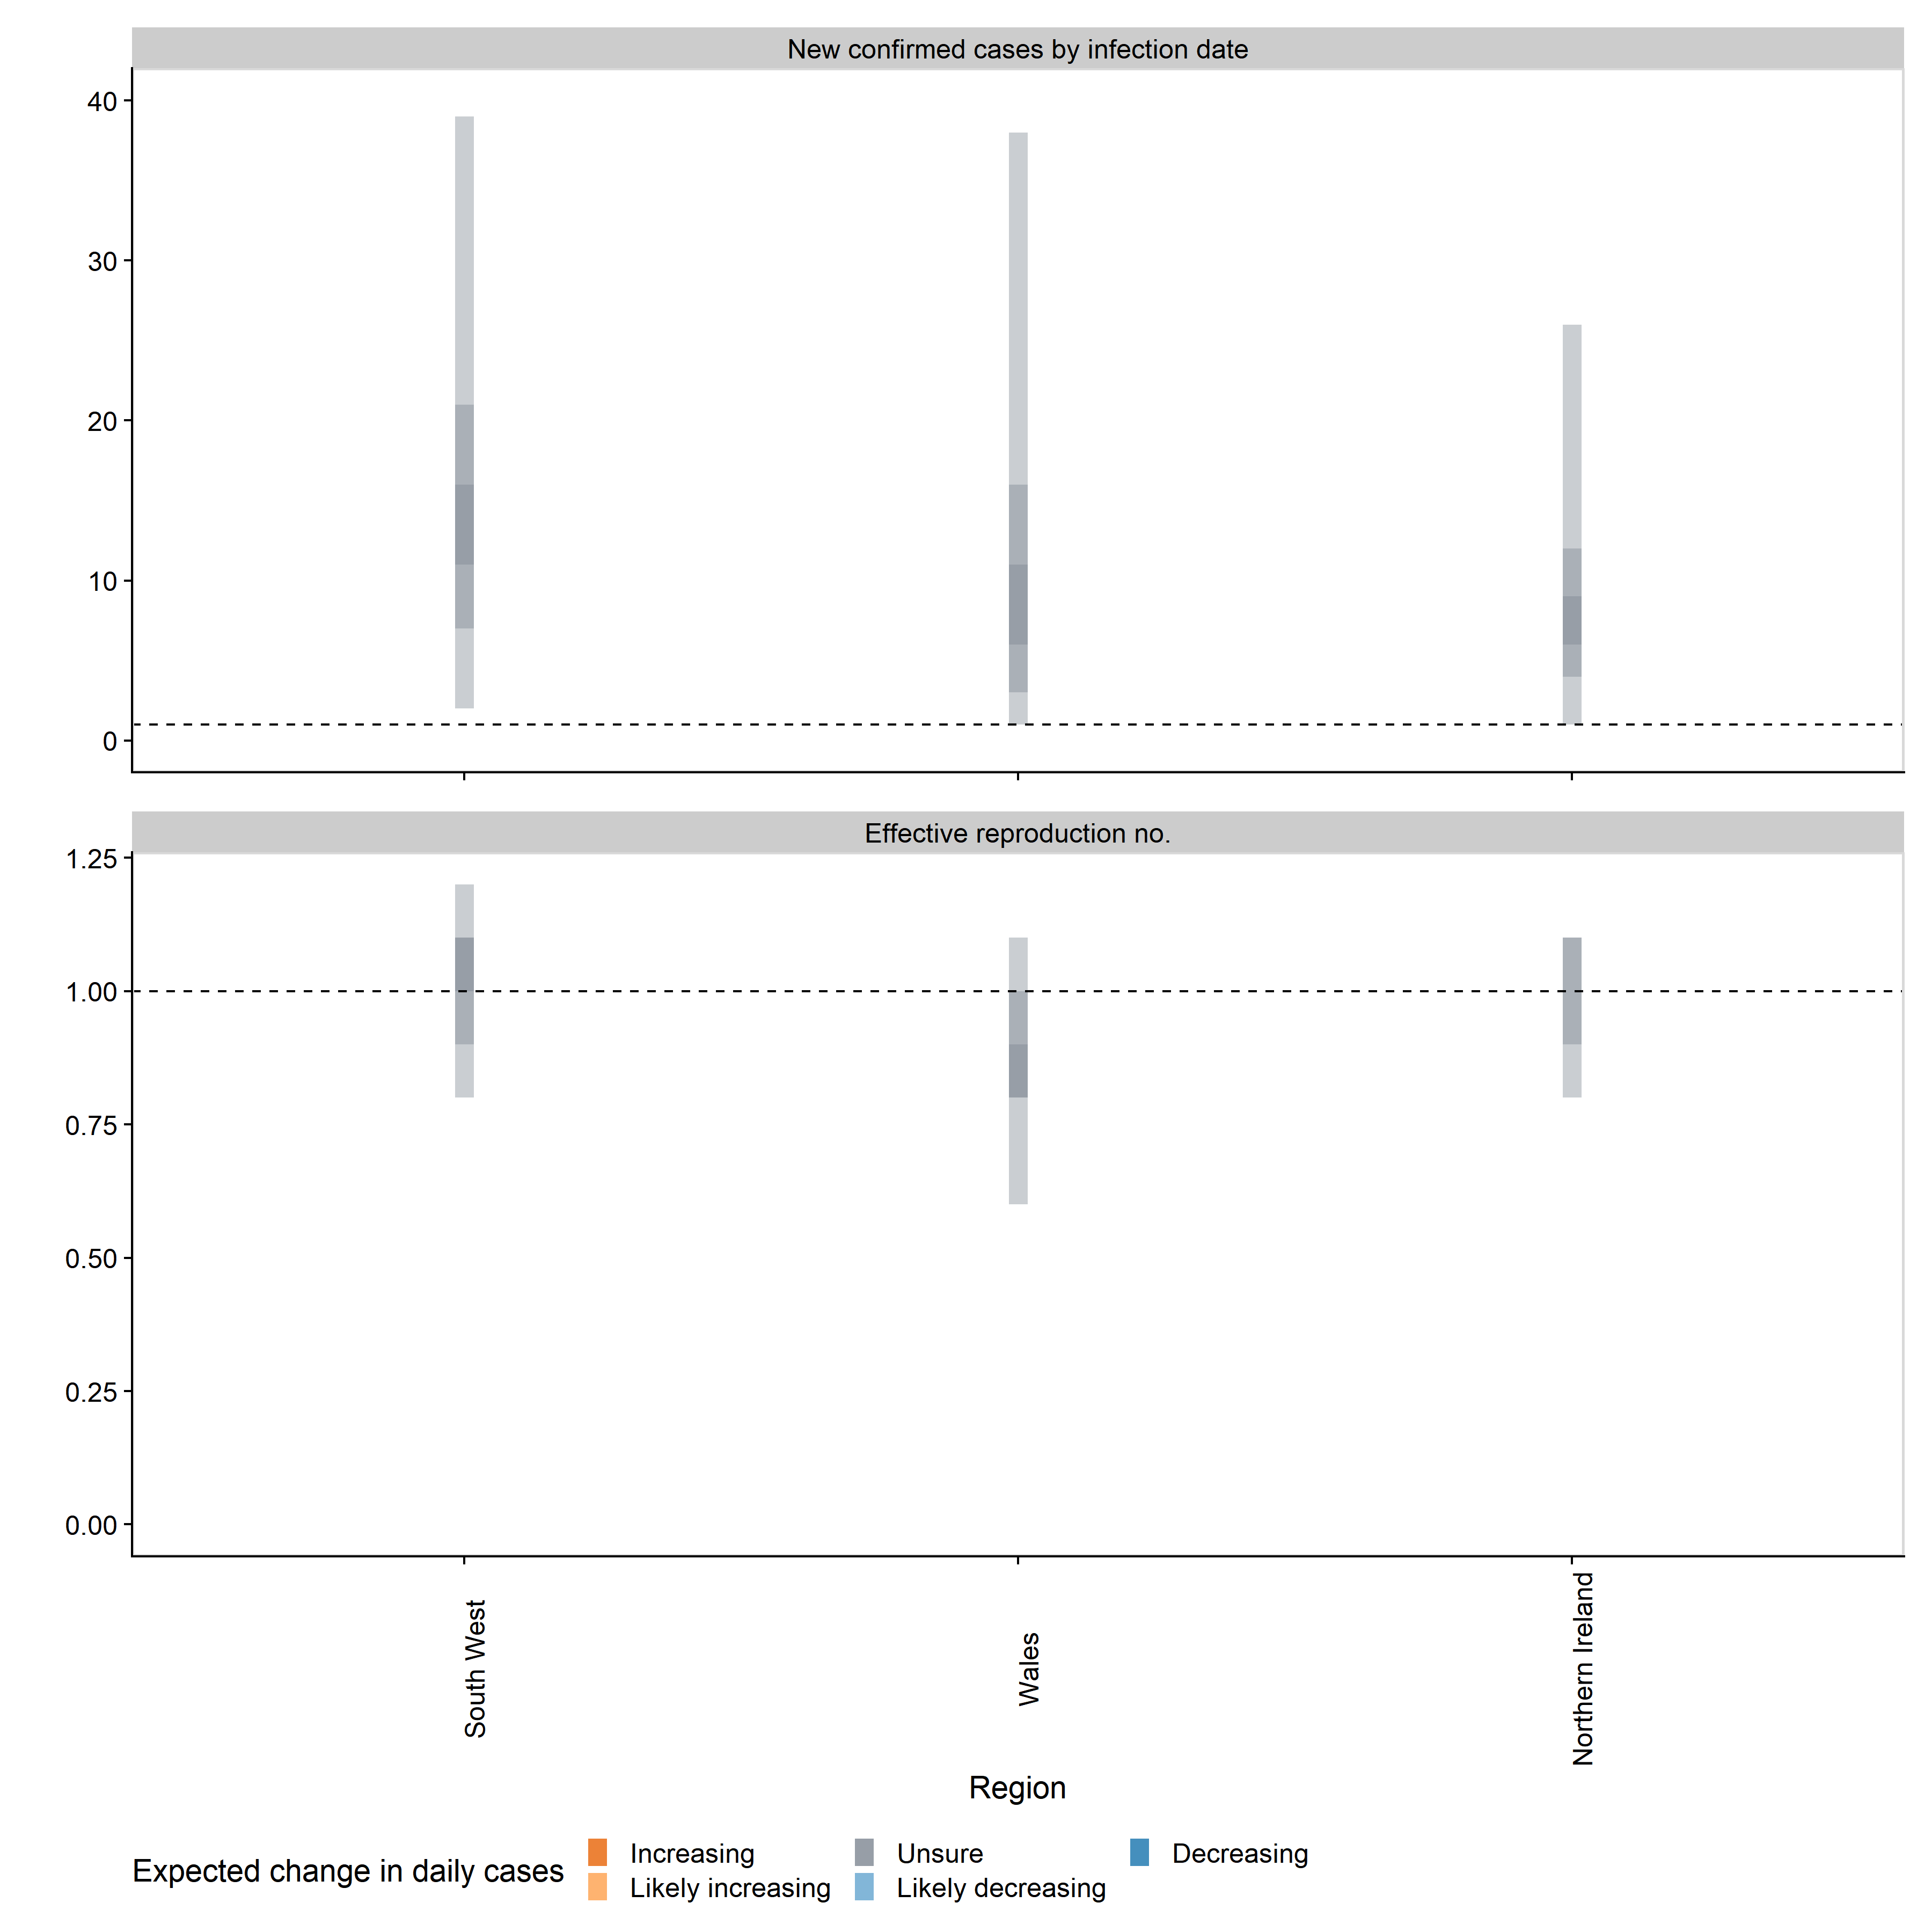 New confirmed cases by infection date
40
30
20
10
0
Effective reproduction no.
1.25
1.00
0.75
0.50
0.25
0.00
South West
Wales
Northern Ireland
Region
Expected change in daily cases
Increasing
Unsure
Decreasing
Likely increasing
Likely decreasing